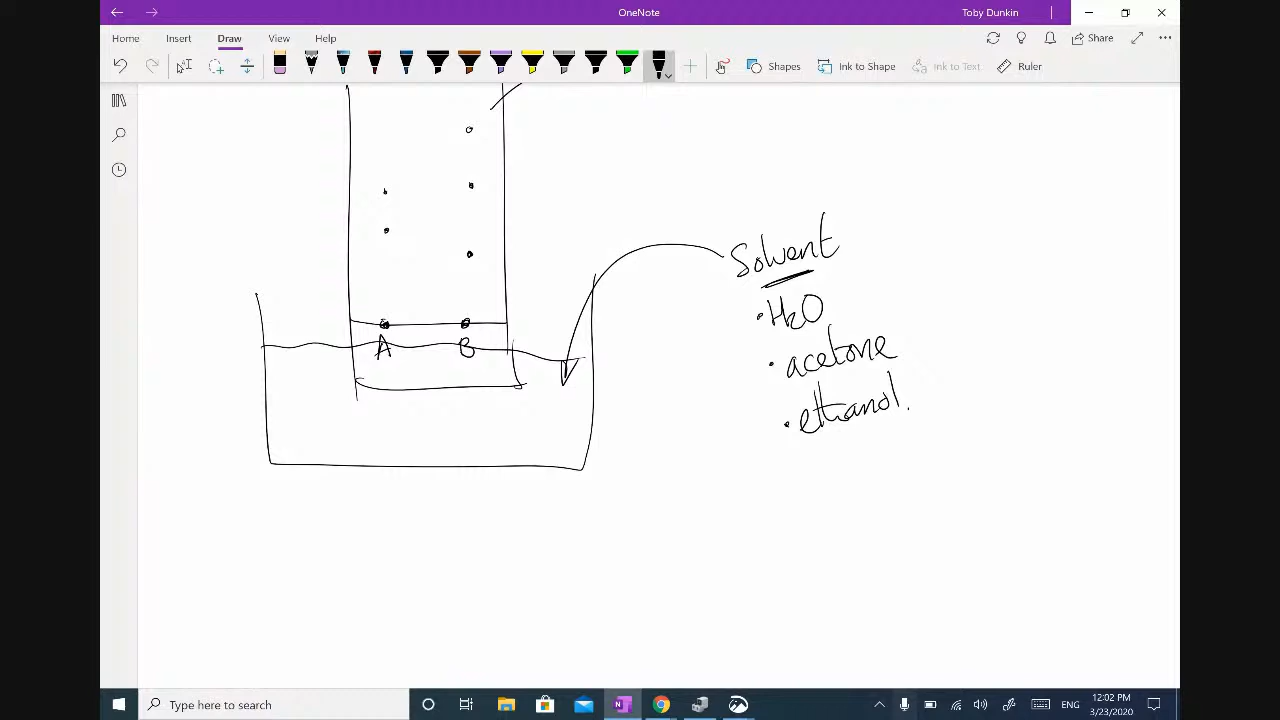 OneNote
Toby Dunkin
Home Insert Draw View Help
Share
Shapes Ink to Shape Ink to Text Ruler
Solvent
• H2O
• acetone
• ethanol.
A B
Type here to search
ENG
12:02 PM
3/23/2020